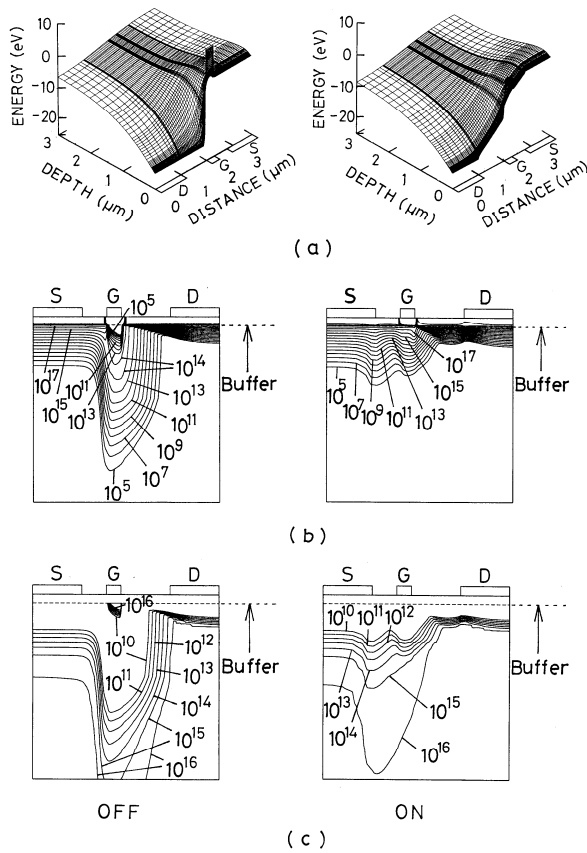 10
0
-10
-20
ENERGY (eV)
3
2
1
0
DEPTH (µm)
D
G
S
0
1
2
3
DISTANCE (µm)
10
0
-10
-20
ENERGY (eV)
3
2
1
0
DEPTH (µm)
D
G
S
0
1
2
3
DISTANCE (µm)
(a)
S
G
D
10^5
10^17
10^15
10^11
10^13
10^14
10^13
10^11
10^9
10^7
10^5
Buffer
S
G
D
10^17
10^15
10^13
10^11
10^9
10^7
10^5
Buffer
(b)
S
G
D
10^16
10^10
10^11
10^12
10^13
10^14
10^15
10^16
Buffer
S
G
D
10^10
10^11
10^12
10^13
10^14
10^15
10^16
Buffer
OFF
ON
(c)